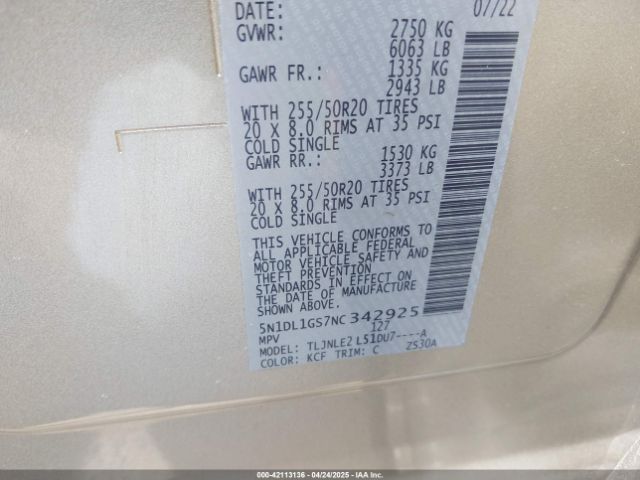 DATE: 07/22
GVWR: 2750 KG
6063 LB
GAWR FR.: 1335 KG
2943 LB
WITH 255/50R20 TIRES
20 X 8.0 RIMS AT 35 PSI
COLD SINGLE
GAWR RR.: 1530 KG
3373 LB
WITH 255/50R20 TIRES
20 X 8.0 RIMS AT 35 PSI
COLD SINGLE
THIS VEHICLE CONFORMS TO
ALL APPLICABLE FEDERAL
MOTOR VEHICLE SAFETY AND
THEFT PREVENTION
STANDARDS IN EFFECT ON
THE DATE OF MANUFACTURE
SHOWN ABOVE.
5N1DL1GS7NC342925
MPV 127
MODEL: TLJNLE2 L51DU7----A
COLOR: KCF TRIM: C ZS30A
000-42113136 - 04/24/2025 - IAA Inc.